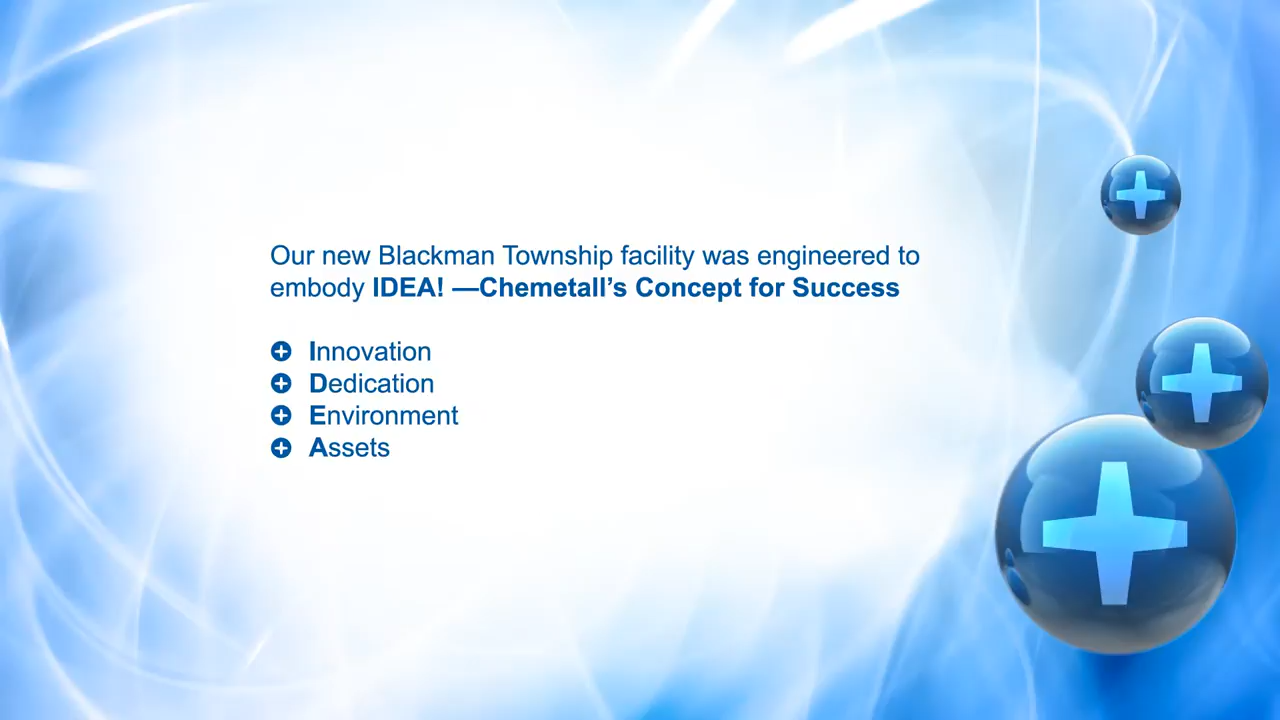 Our new Blackman Township facility was engineered to
embody IDEA! —Chemetall’s Concept for Success
Innovation
Dedication
Environment
Assets